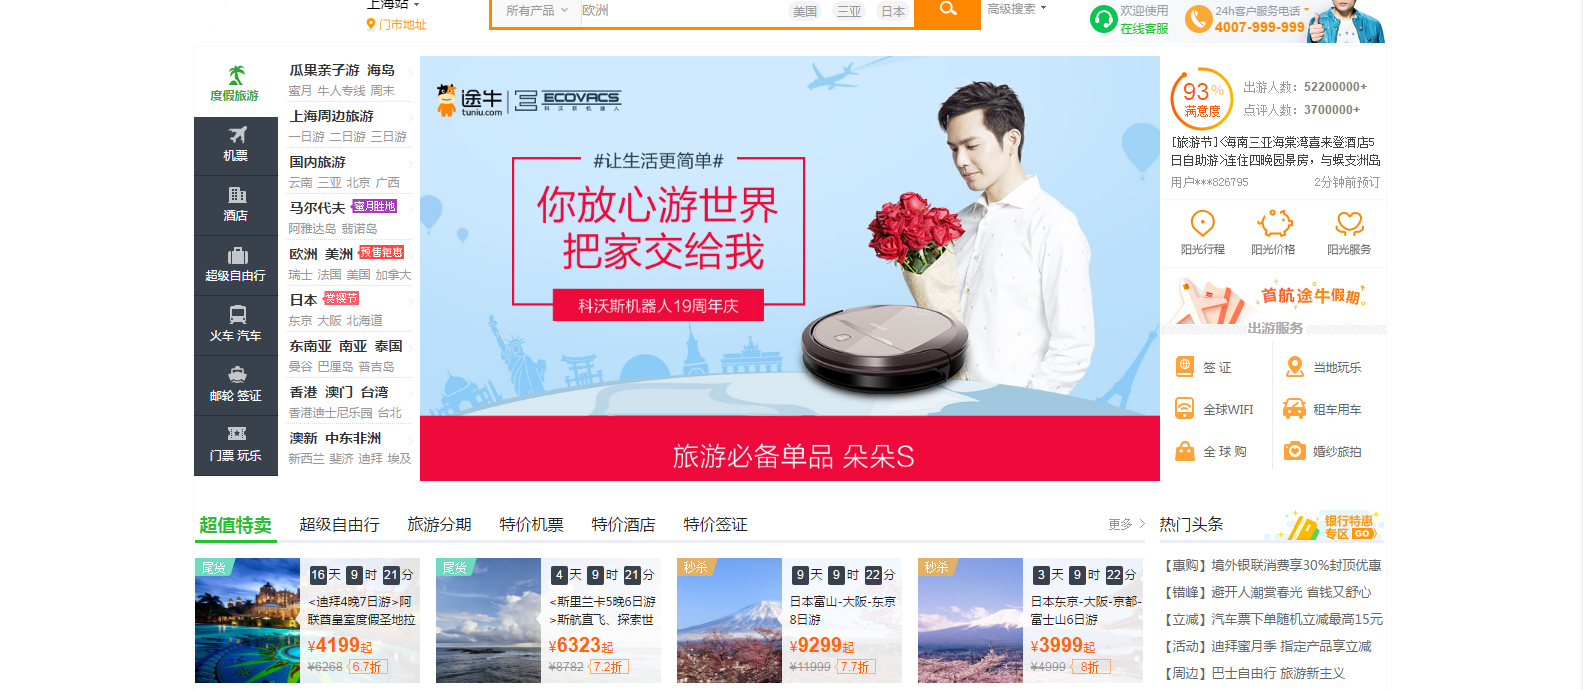 上海站
门市地址
所有产品
欧洲
美国 三亚 日本
高级搜索
欢迎使用
在线客服
24h客户服务电话
4007-999-999
度假旅游
机票
酒店
超级自由行
火车 汽车
邮轮 签证
门票 玩乐
瓜果亲子游 海岛
蜜月 牛人专线 周末
上海周边旅游
一日游 二日游 三日游
国内旅游
云南 三亚 北京 广西
马尔代夫 蜜月胜地
阿雅达岛 翡诺岛
欧洲 美洲 预售钜惠
瑞士 法国 美国 加拿大
日本 赏樱节
东京 大阪 北海道
东南亚 南亚 泰国
曼谷 巴厘岛 普吉岛
香港 澳门 台湾
香港迪士尼乐园 台北
澳新 中东非洲
新西兰 斐济 迪拜 埃及
途牛
tuniu.com
ECOVACS
科沃斯机器人
#让生活更简单#
你放心游世界
把家交给我
科沃斯机器人19周年庆
旅游必备单品 朵朵S
93%
满意度
出游人数：52200000+
点评人数：3700000+
[旅游节]<海南三亚海棠湾喜来登酒店5
日自助游>连住四晚园景房，与蜈支洲岛
用户***826795 2分钟前预订
阳光行程 阳光价格 阳光服务
首航途牛假期
出游服务
签 证 当地玩乐
全球WIFI 租车用车
全 球 购 婚纱旅拍
超值特卖 超级自由行 旅游分期 特价机票 特价酒店 特价签证
更多 >
尾货
16天9时21分
<迪拜4晚7日游>阿
联酋皇室度假圣地拉
¥4199起
¥6268 6.7折
尾货
4天9时21分
<斯里兰卡5晚6日游
>斯航直飞、探索世
¥6323起
¥8782 7.2折
秒杀
9天9时22分
日本富山-大阪-东京
8日游
¥9299起
¥11999 7.7折
秒杀
3天9时22分
日本东京-大阪-京都-
富士山6日游
¥3999起
¥4999 8折
热门头条
银行特惠
专区 GO
【惠购】境外银联消费享30%封顶优惠
【错峰】避开人潮赏春光 省钱又舒心
【立减】汽车票下单随机立减最高15元
【活动】迪拜蜜月季 指定产品享立减
【周边】巴士自由行 旅游新主义